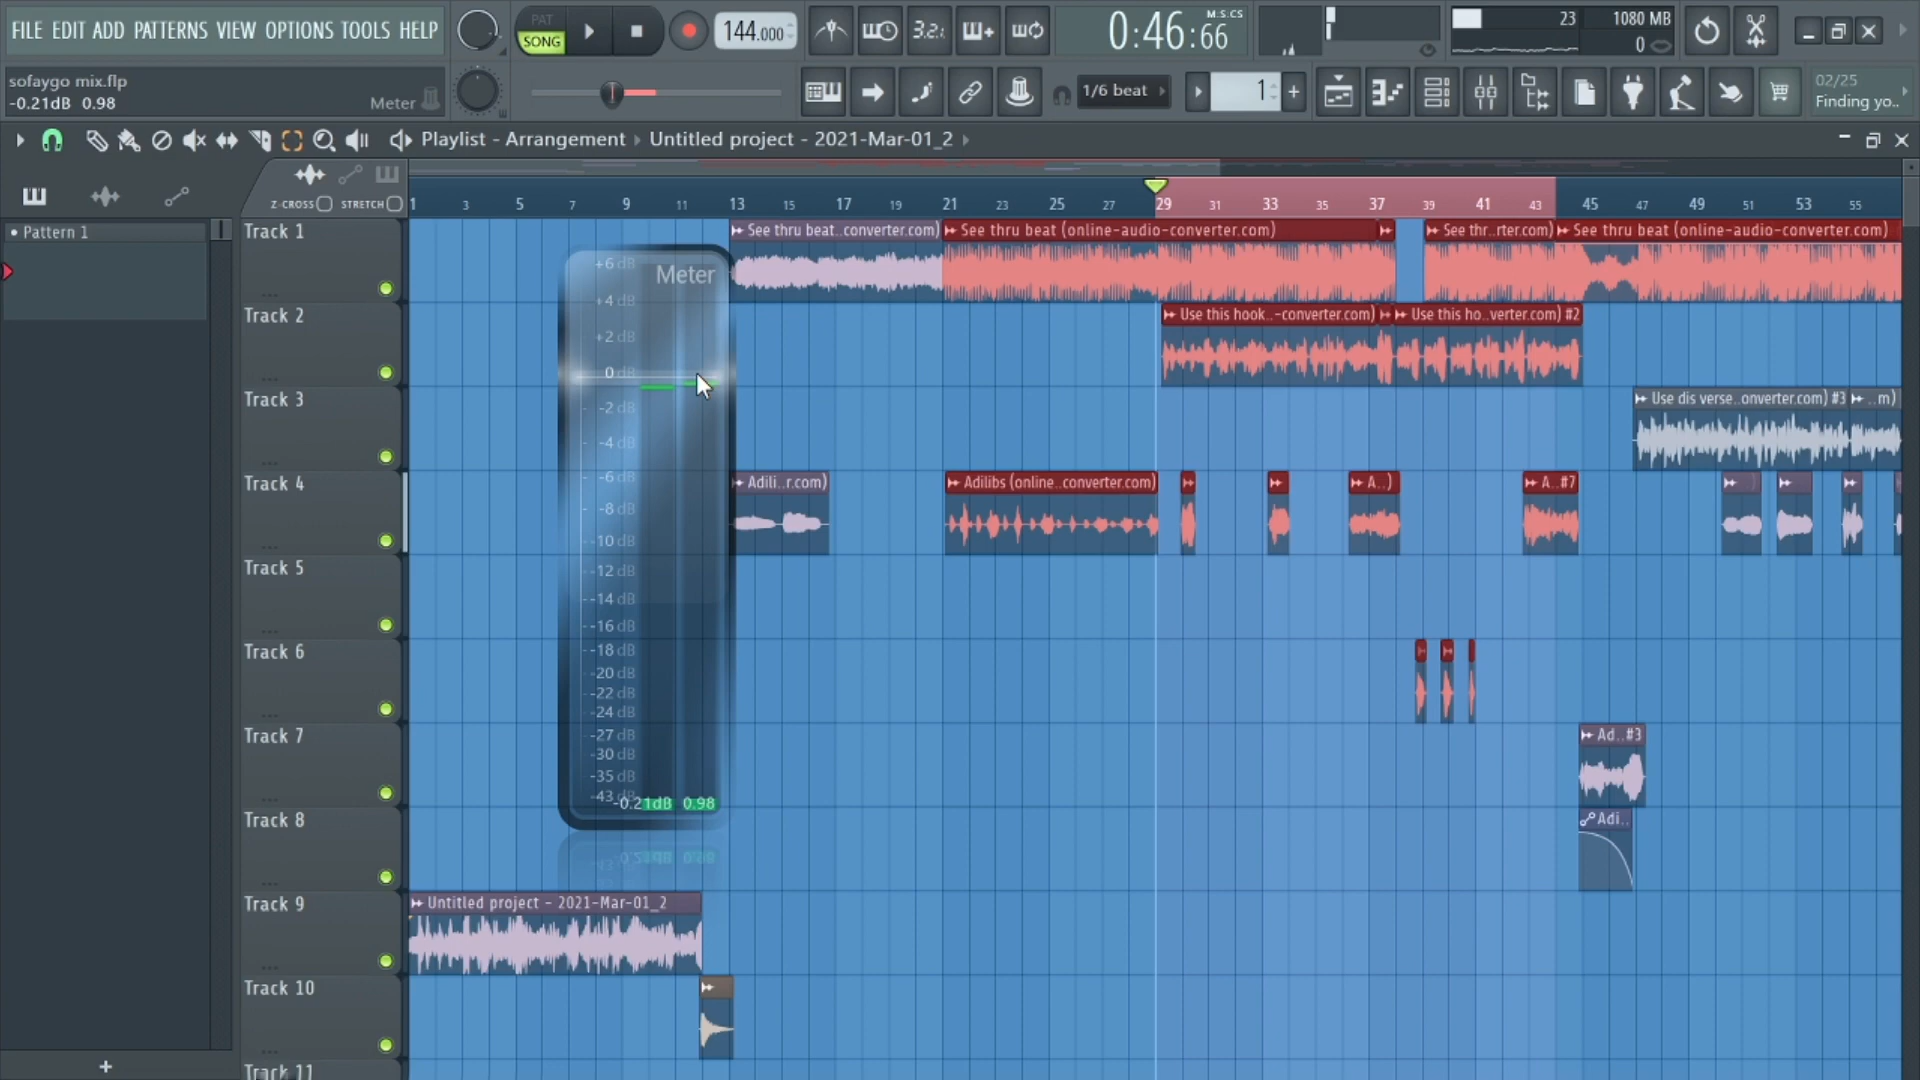 FILE EDIT ADD PATTERNS VIEW OPTIONS TOOLS HELP
PAT
SONG
144.000
3.2.
0:46:66
M:S:CS
23
1080 MB
0
sofaygo mix.flp
-0.21dB 0.98
Meter
1/6 beat
1
02/25
Finding yo..
Playlist - Arrangement › Untitled project - 2021-Mar-01_2
Z-CROSS STRETCH
1 3 5 7 9 11 13 15 17 19 21 23 25 27 29 31 33 35 37 39 41 43 45 47 49 51 53 55
Pattern 1
Track 1
See thru beat..converter.com)
See thru beat (online-audio-converter.com)
See thr..rter.com)
See thru beat (online-audio-converter.com)
Meter
+6 dB
+4 dB
+2 dB
0 dB
-2 dB
-4 dB
-6 dB
-8 dB
-10 dB
-12 dB
-14 dB
-16 dB
-18 dB
-20 dB
-22 dB
-24 dB
-27 dB
-30 dB
-35 dB
-43 dB
-0.21dB 0.98
Track 2
Use this hook..-converter.com)
Use this ho..verter.com) #2
Track 3
Use dis verse..onverter.com) #3
..m)
Track 4
Adili..r.com)
Adilibs (online..converter.com)
A..)
A..#7
Track 5
Track 6
Track 7
Ad..#3
Track 8
Adi..
Track 9
Untitled project - 2021-Mar-01_2
Track 10
Track 11
+